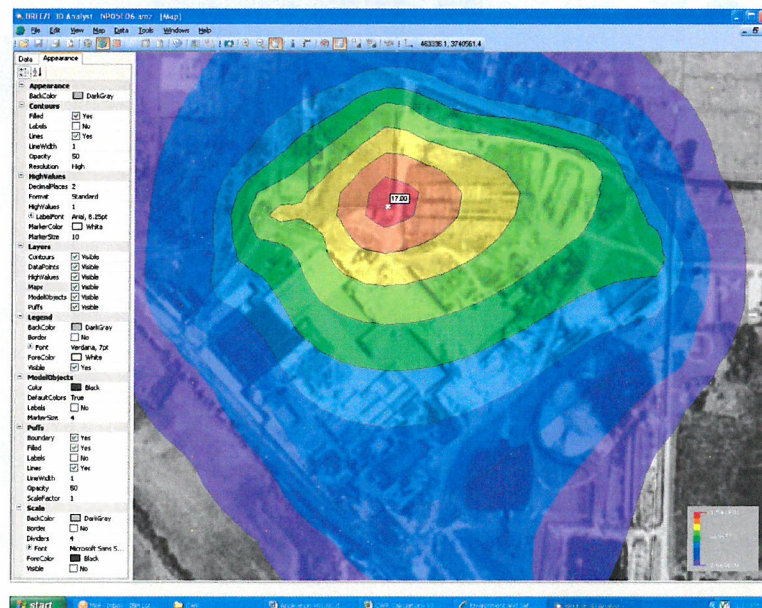 BREEZE 3D Analyst - NP05E06.amz - [Map]
File Edit View Map Data Tools Windows Help
463336.1, 3740561.4
Data Appearance
Appearance
BackColor DarkGray
Contours
Filled Yes
Labels No
Lines Yes
LineWidth 1
Opacity 50
Resolution High
HighValues
DecimalPlaces 2
Format Standard
HighValues 1
LabelFont Arial, 8.25pt
MarkerColor White
MarkerSize 10
Layers
Contours Visible
DataPoints Visible
HighValues Visible
Maps Visible
ModelObjects Visible
Puffs Visible
Legend
BackColor DarkGray
Border No
Font Verdana, 7pt
ForeColor White
Visible Yes
ModelObjects
Color Black
DefaultColors True
Labels No
MarkerSize 4
Puffs
Boundary Yes
Filled Yes
Labels No
Lines Yes
LineWidth 1
Opacity 50
ScaleFactor 1
Scale
BackColor DarkGray
Border No
Dividers 4
Font Microsoft Sans S...
ForeColor Black
Visible No
17.00
start